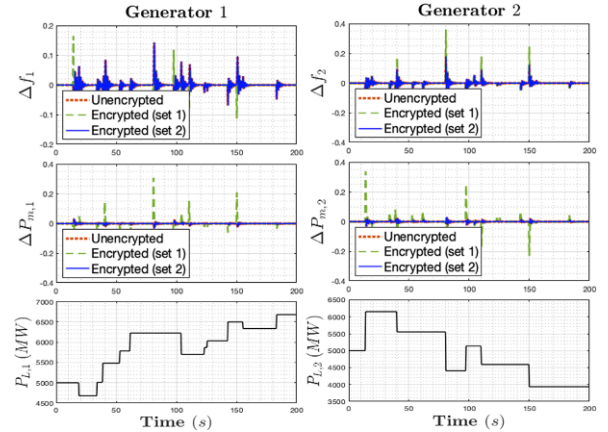 Generator 1
0.2
0.1
0
-0.1
-0.2
Δf₁
Unencrypted
Encrypted (set 1)
Encrypted (set 2)
0 50 100 150 200
0.6
0.4
0.2
0
-0.2
-0.4
ΔPₘ,₁
Unencrypted
Encrypted (set 1)
Encrypted (set 2)
0 50 100 150 200
7000
6500
6000
5500
5000
4500
P_L,1 (MW)
0 50 100 150 200
Time (s)
Generator 2
0.4
0.2
0
-0.2
-0.4
Δf₂
Unencrypted
Encrypted (set 1)
Encrypted (set 2)
0 50 100 150 200
0.4
0.2
0
-0.2
-0.4
ΔPₘ,₂
Unencrypted
Encrypted (set 1)
Encrypted (set 2)
0 50 100 150 200
6500
6000
5500
5000
4500
4000
3500
P_L,2 (MW)
0 50 100 150 200
Time (s)